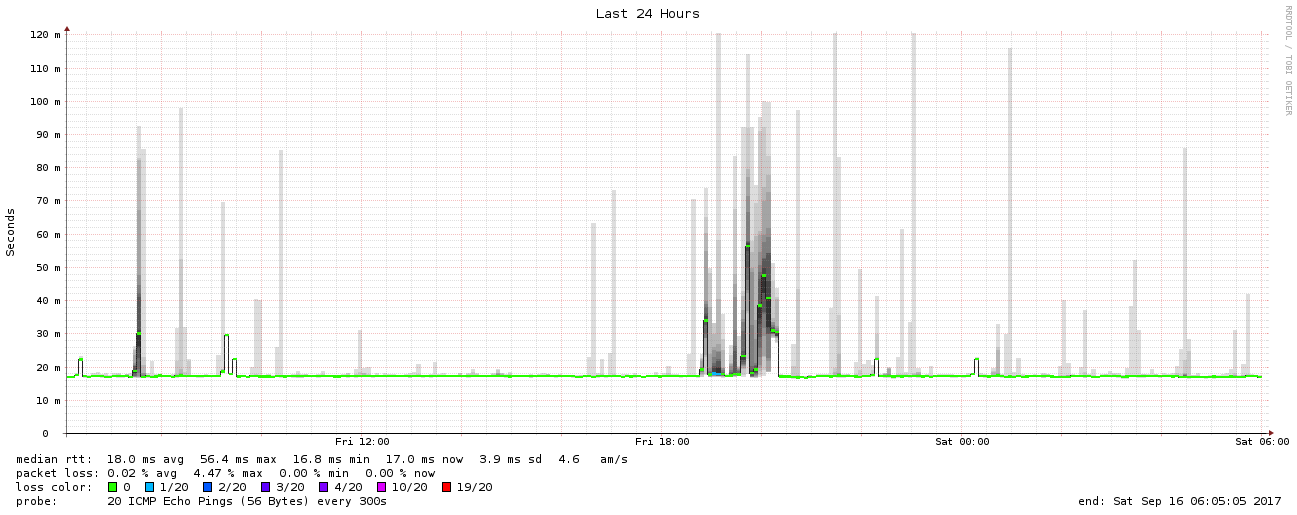 Last 24 Hours
RRDTOOL / TOBI OETIKER
Seconds
120 m
110 m
100 m
90 m
80 m
70 m
60 m
50 m
40 m
30 m
20 m
10 m
0
Fri 12:00 Fri 18:00 Sat 00:00 Sat 06:00
median rtt: 18.0 ms avg 56.4 ms max 16.8 ms min 17.0 ms now 3.9 ms sd 4.6 am/s
packet loss: 0.02 % avg 4.47 % max 0.00 % min 0.00 % now
loss color: 0 1/20 2/20 3/20 4/20 10/20 19/20
probe: 20 ICMP Echo Pings (56 Bytes) every 300s end: Sat Sep 16 06:05:05 2017